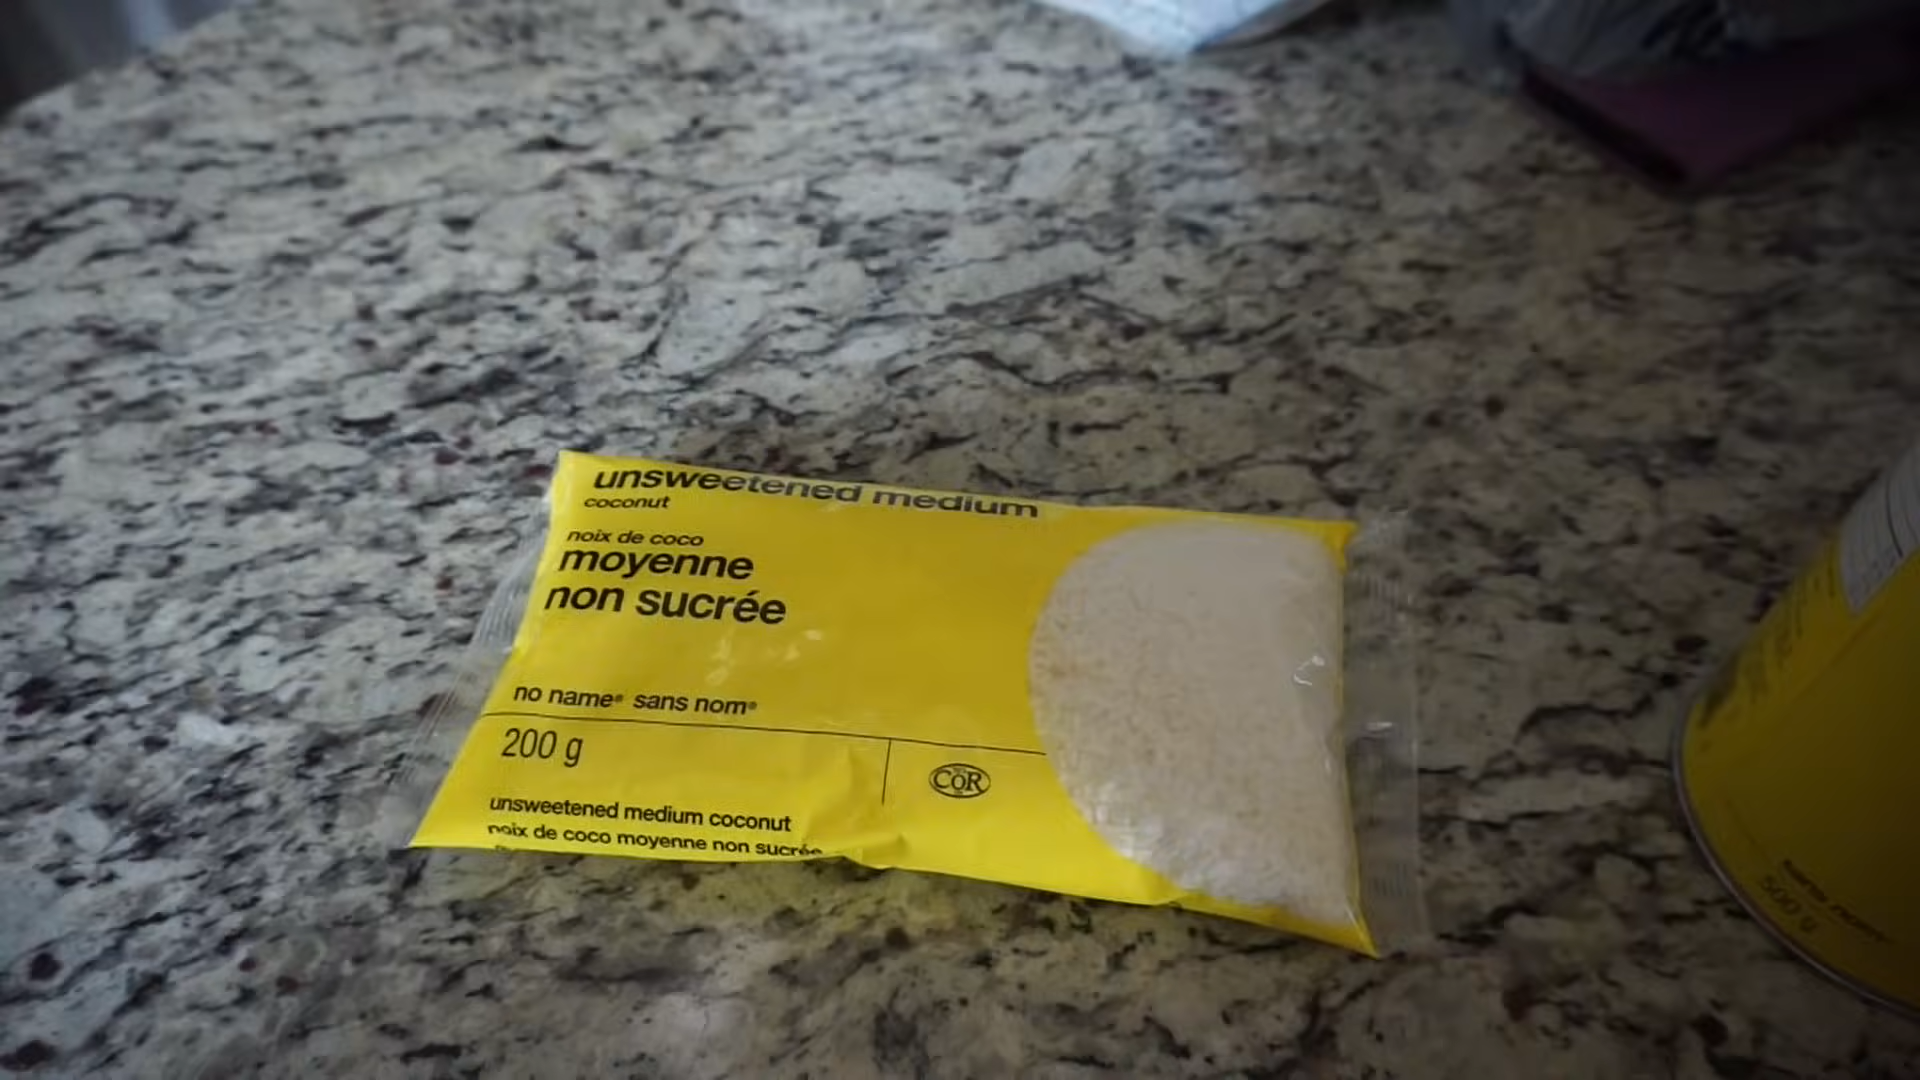 unsweetened medium
coconut
noix de coco
moyenne
non sucrée
no name® sans nom®
200 g
COR
unsweetened medium coconut
noix de coco moyenne non sucrée
500 g